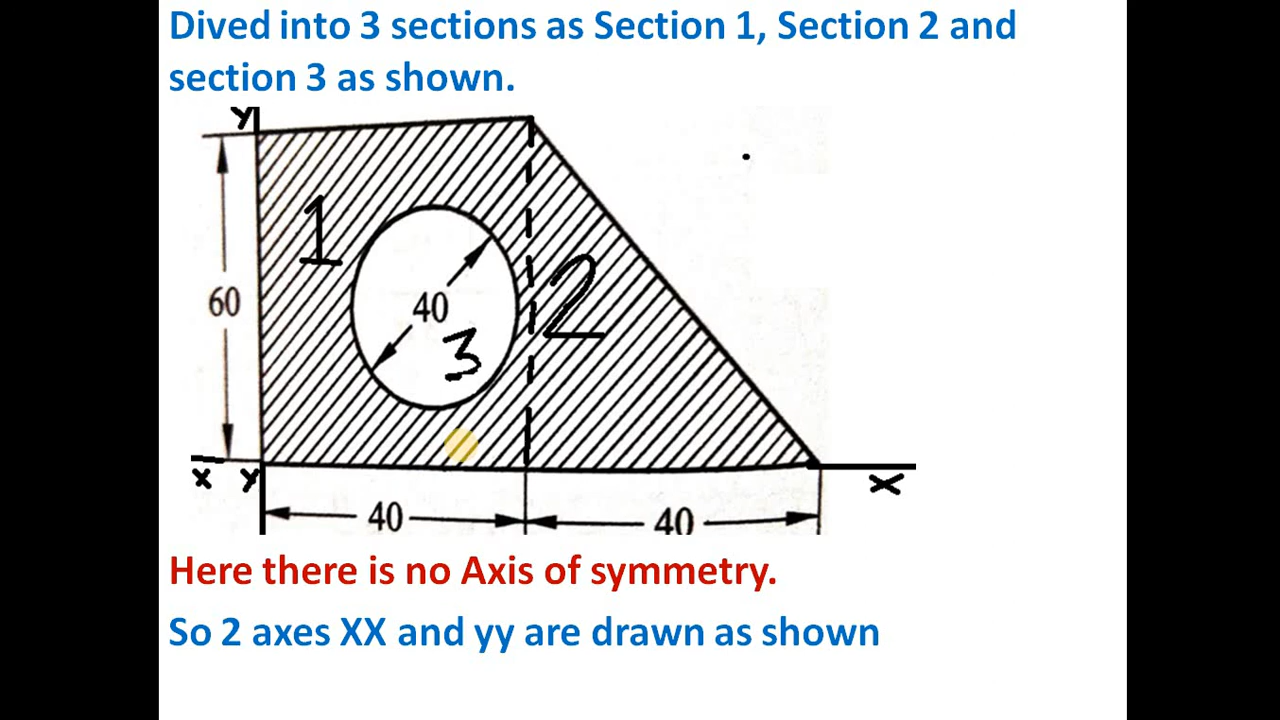 Dived into 3 sections as Section 1, Section 2 and
section 3 as shown.
Y
1
2
60
40
3
X Y
X
40 40
Here there is no Axis of symmetry.
So 2 axes XX and yy are drawn as shown